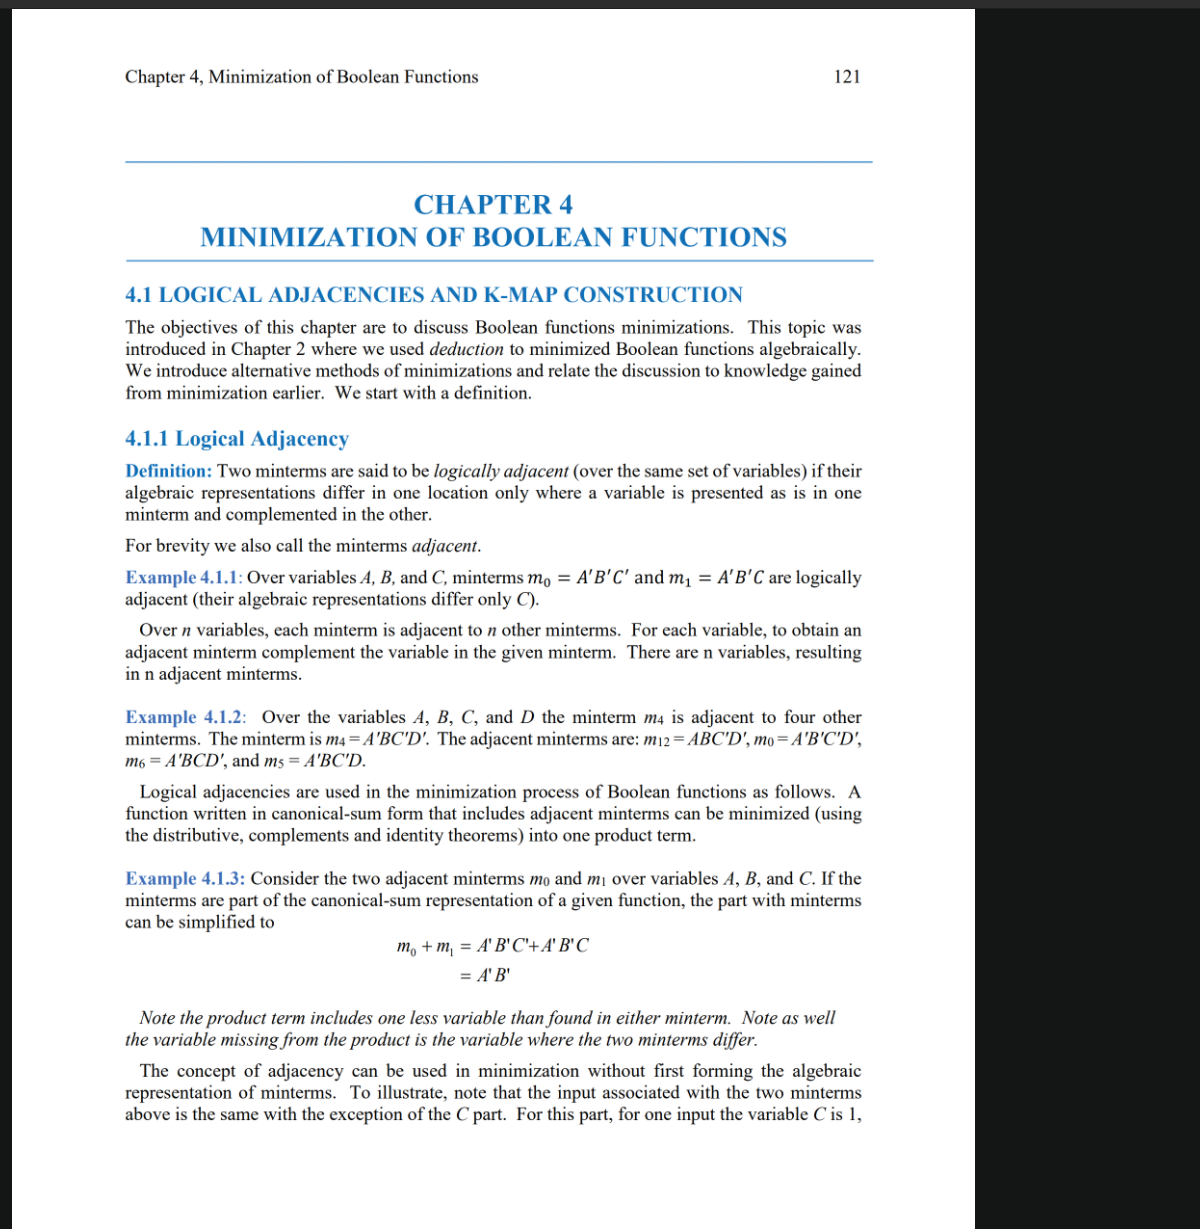 Chapter 4, Minimization of Boolean Functions 121
CHAPTER 4
MINIMIZATION OF BOOLEAN FUNCTIONS
4.1 LOGICAL ADJACENCIES AND K-MAP CONSTRUCTION
The objectives of this chapter are to discuss Boolean functions minimizations. This topic was
introduced in Chapter 2 where we used deduction to minimized Boolean functions algebraically.
We introduce alternative methods of minimizations and relate the discussion to knowledge gained
from minimization earlier. We start with a definition.
4.1.1 Logical Adjacency
Definition: Two minterms are said to be logically adjacent (over the same set of variables) if their
algebraic representations differ in one location only where a variable is presented as is in one
minterm and complemented in the other.
For brevity we also call the minterms adjacent.
Example 4.1.1: Over variables A, B, and C, minterms m₀ = A′B′C′ and m₁ = A′B′C are logically
adjacent (their algebraic representations differ only C).
Over n variables, each minterm is adjacent to n other minterms. For each variable, to obtain an
adjacent minterm complement the variable in the given minterm. There are n variables, resulting
in n adjacent minterms.
Example 4.1.2: Over the variables A, B, C, and D the minterm m₄ is adjacent to four other
minterms. The minterm is m₄ = A'BC'D'. The adjacent minterms are: m₁₂ = ABC'D', m₀ = A'B'C'D',
m₆ = A'BCD', and m₅ = A'BC'D.
Logical adjacencies are used in the minimization process of Boolean functions as follows. A
function written in canonical-sum form that includes adjacent minterms can be minimized (using
the distributive, complements and identity theorems) into one product term.
Example 4.1.3: Consider the two adjacent minterms m₀ and m₁ over variables A, B, and C. If the
minterms are part of the canonical-sum representation of a given function, the part with minterms
can be simplified to
m₀ + m₁ = A' B' C'+ A' B' C
= A' B'
Note the product term includes one less variable than found in either minterm. Note as well
the variable missing from the product is the variable where the two minterms differ.
The concept of adjacency can be used in minimization without first forming the algebraic
representation of minterms. To illustrate, note that the input associated with the two minterms
above is the same with the exception of the C part. For this part, for one input the variable C is 1,